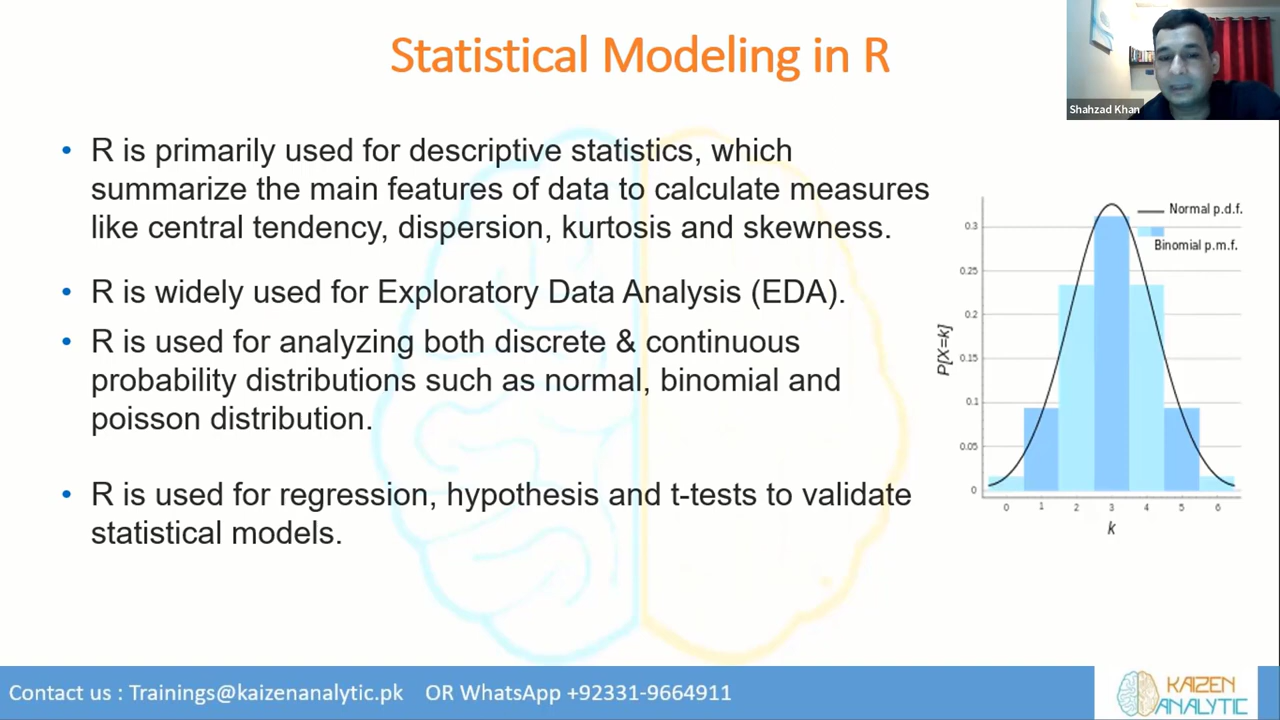 Statistical Modeling in R
Shahzad Khan
• R is primarily used for descriptive statistics, which
summarize the main features of data to calculate measures
like central tendency, dispersion, kurtosis and skewness.
• R is widely used for Exploratory Data Analysis (EDA).
• R is used for analyzing both discrete & continuous
probability distributions such as normal, binomial and
poisson distribution.
• R is used for regression, hypothesis and t-tests to validate
statistical models.
Normal p.d.f.
Binomial p.m.f.
0.3
0.25
0.2
0.15
0.1
0.05
0
P[X=k]
0 1 2 3 4 5 6
k
Contact us : Trainings@kaizenanalytic.pk OR WhatsApp +92331-9664911
KAIZEN
ANALYTIC